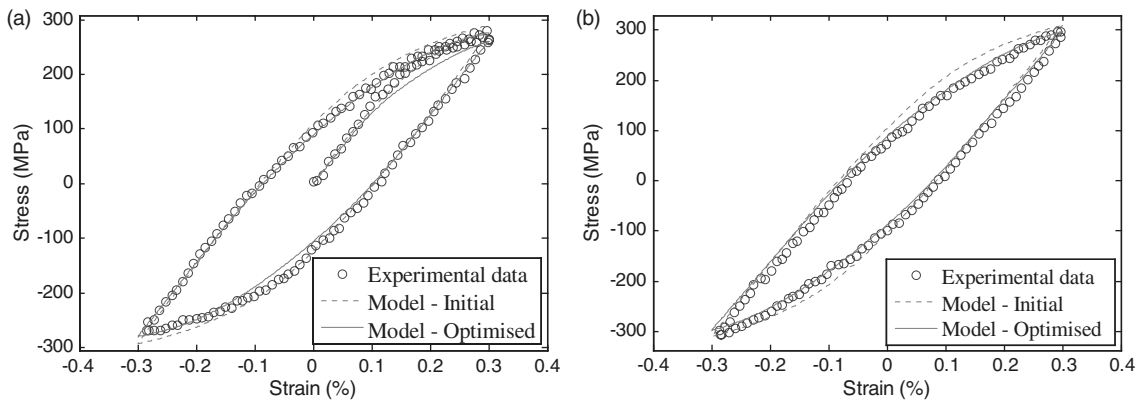 (a)
300
200
100
0
-100
-200
-300
Stress (MPa)
-0.4 -0.3 -0.2 -0.1 0 0.1 0.2 0.3 0.4
Strain (%)
Experimental data
Model - Initial
Model - Optimised
(b)
300
200
100
0
-100
-200
-300
Stress (MPa)
-0.4 -0.3 -0.2 -0.1 0 0.1 0.2 0.3 0.4
Strain (%)
Experimental data
Model - Initial
Model - Optimised